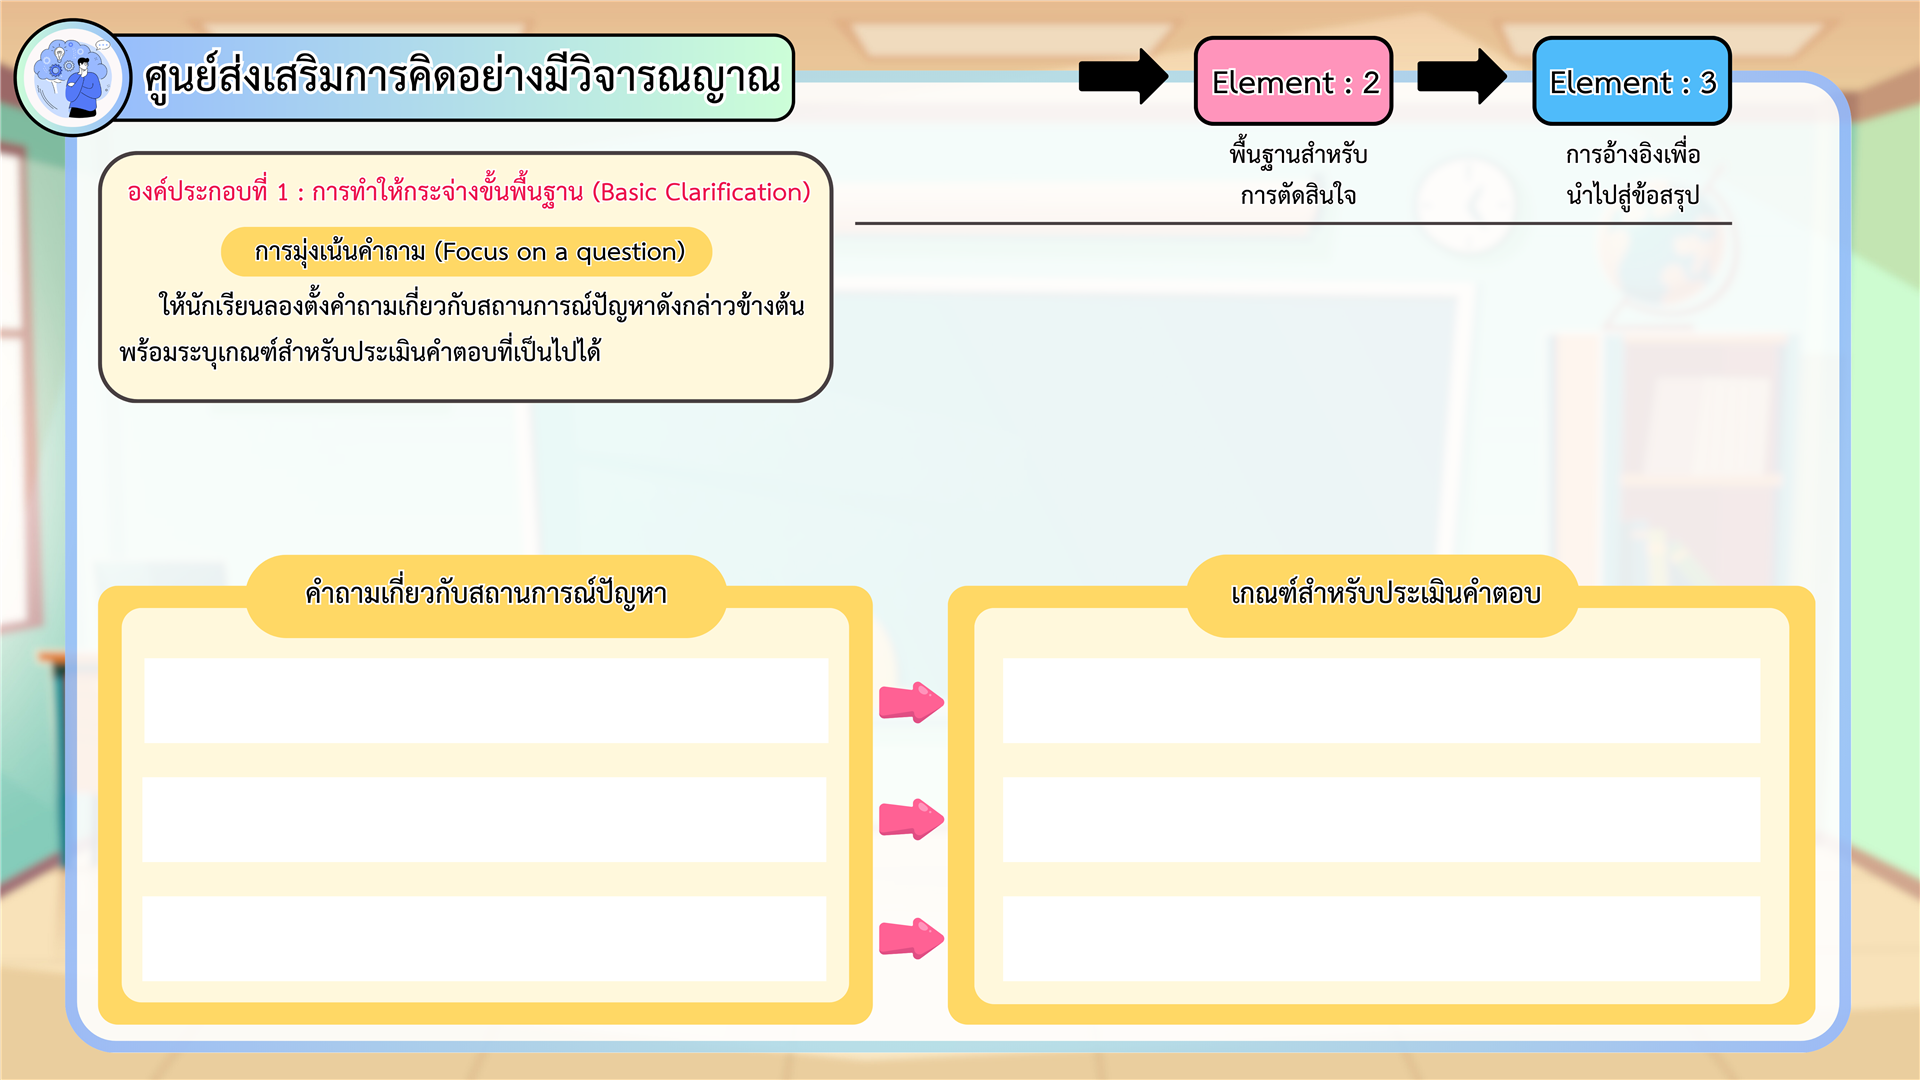 ศูนย์ส่งเสริมการคิดอย่างมีวิจารณญาณ
Element : 2
Element : 3
พื้นฐานสำหรับ
การตัดสินใจ
การอ้างอิงเพื่อ
นำไปสู่ข้อสรุป
องค์ประกอบที่ 1 : การทำให้กระจ่างขั้นพื้นฐาน (Basic Clarification)
การมุ่งเน้นคำถาม (Focus on a question)
ให้นักเรียนลองตั้งคำถามเกี่ยวกับสถานการณ์ปัญหาดังกล่าวข้างต้น
พร้อมระบุเกณฑ์สำหรับประเมินคำตอบที่เป็นไปได้
คำถามเกี่ยวกับสถานการณ์ปัญหา
เกณฑ์สำหรับประเมินคำตอบ